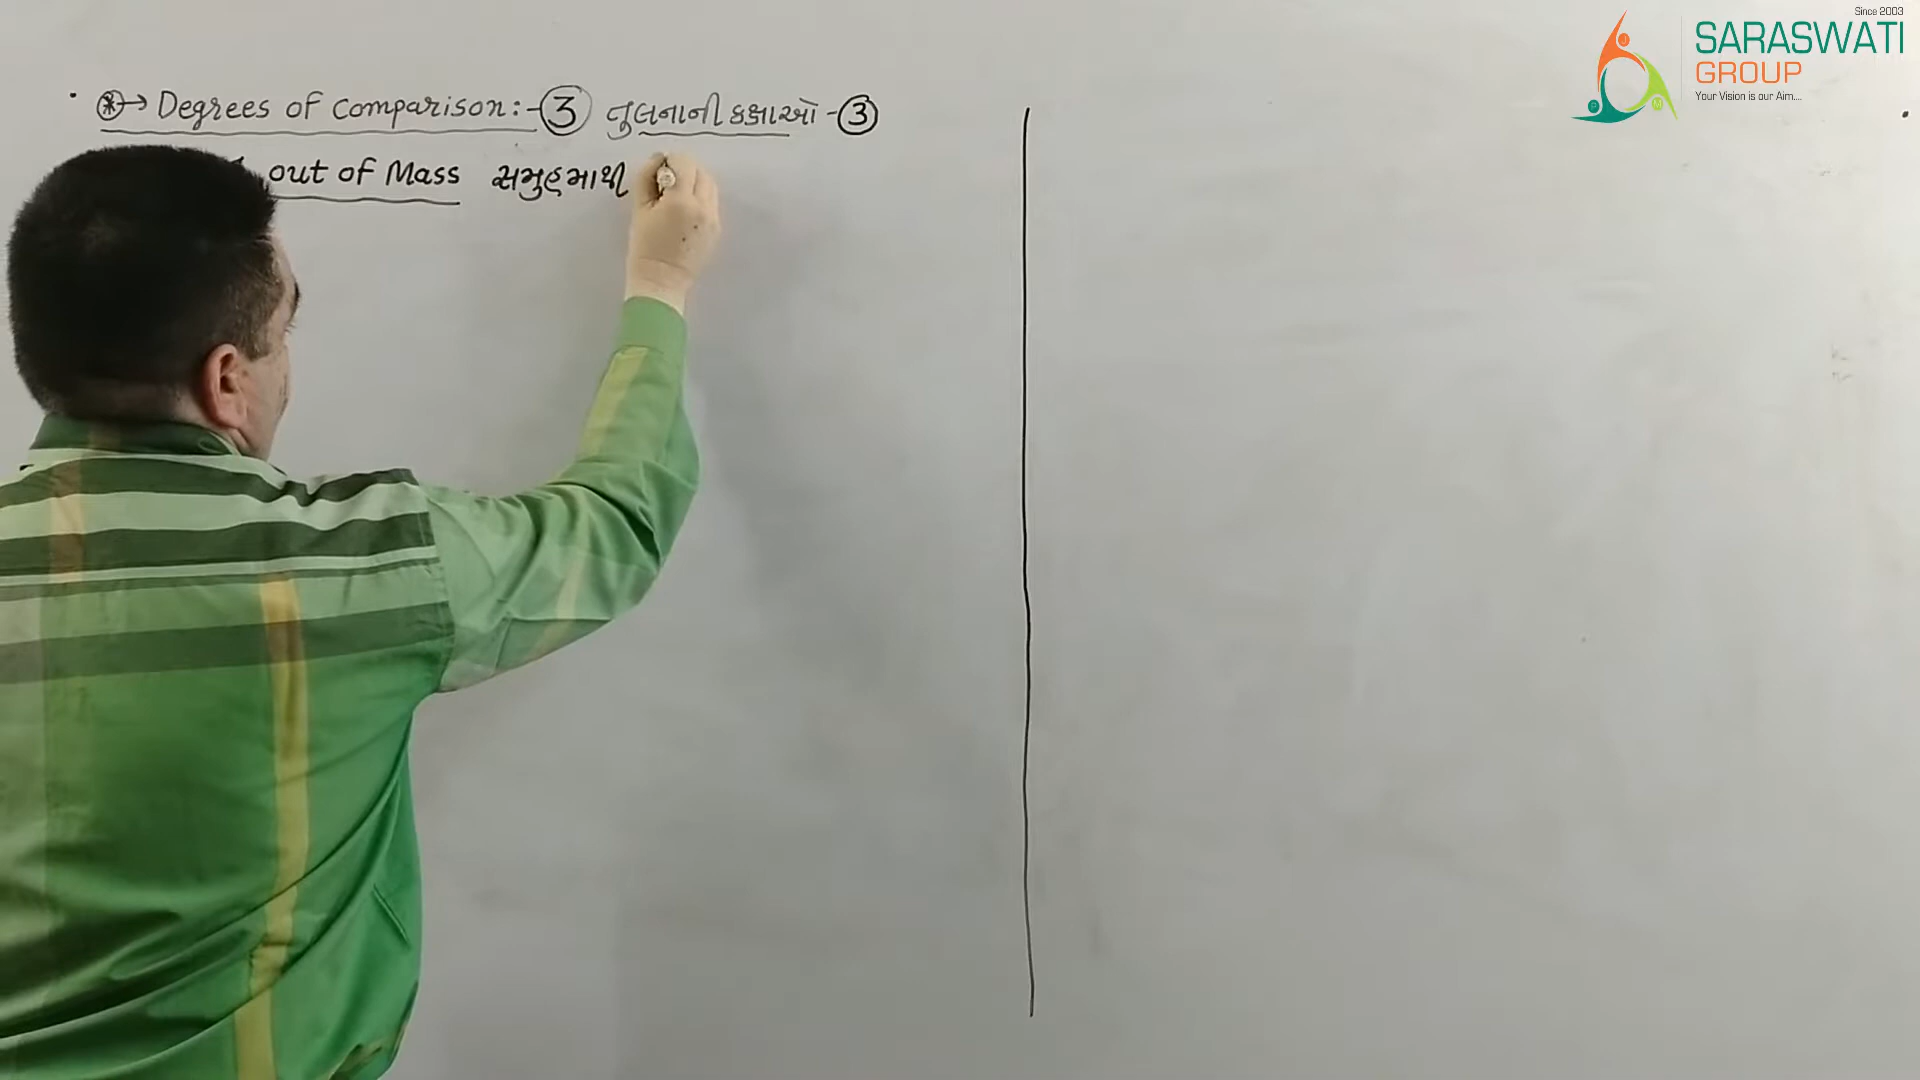 Since 2003
SARASWATI
GROUP
Your Vision is our Aim....
P J M
* → Degrees of comparison:- 3 તુલનાની કક્ષાઓ - 3
out of Mass સમુહમાથી